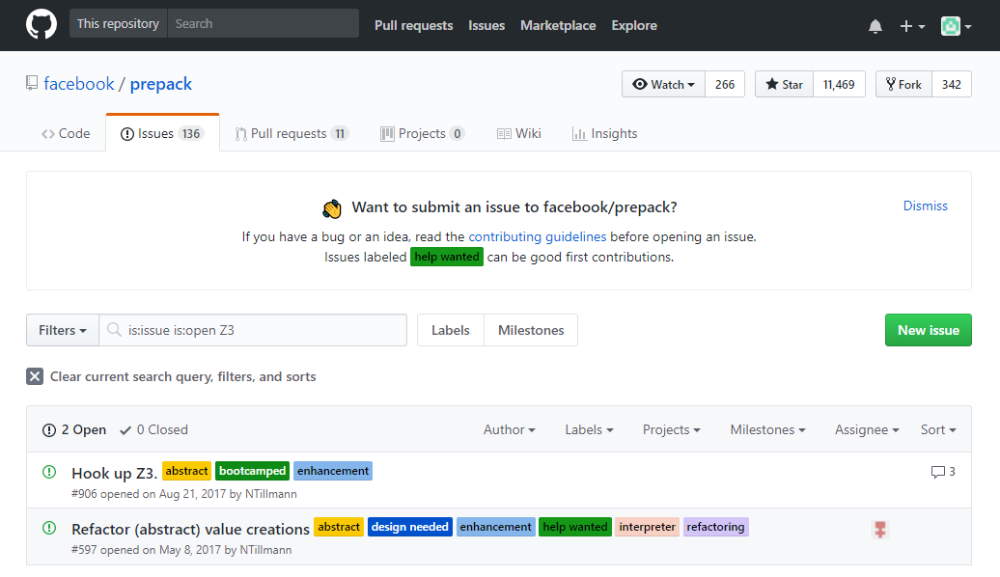 This repository Search Pull requests Issues Marketplace Explore
facebook / prepack Watch 266 Star 11,469 Fork 342
Code Issues 136 Pull requests 11 Projects 0 Wiki Insights
Want to submit an issue to facebook/prepack? Dismiss
If you have a bug or an idea, read the contributing guidelines before opening an issue.
Issues labeled help wanted can be good first contributions.
Filters is:issue is:open Z3 Labels Milestones New issue
Clear current search query, filters, and sorts
2 Open 0 Closed Author Labels Projects Milestones Assignee Sort
Hook up Z3. abstract bootcamped enhancement 3
#906 opened on Aug 21, 2017 by NTillmann
Refactor (abstract) value creations abstract design needed enhancement help wanted interpreter refactoring
#597 opened on May 8, 2017 by NTillmann